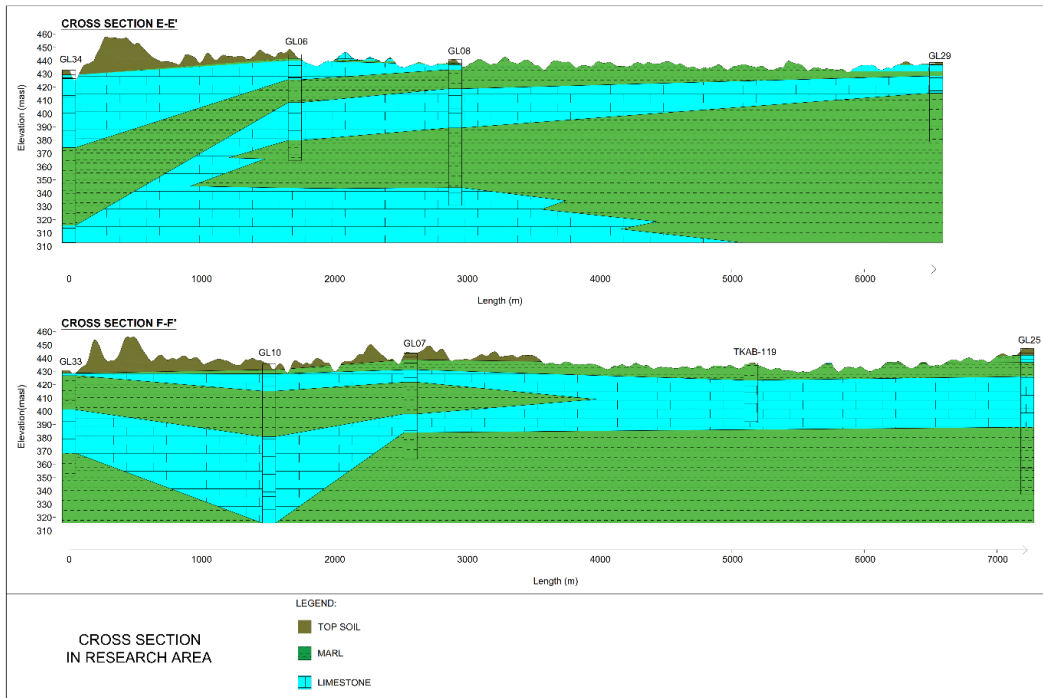 CROSS SECTION E-E'
460
450
440
430
420
410
400
390
380
370
360
350
340
330
320
310
Elevation (masl)
GL34
GL06
GL08
GL29
0 1000 2000 3000 4000 5000 6000
Length (m)
CROSS SECTION F-F'
460
450
440
430
420
410
400
390
380
370
360
350
340
330
320
310
Elevation(masl)
GL33
GL10
GL07
TKAB-119
GL25
0 1000 2000 3000 4000 5000 6000 7000
Length (m)
CROSS SECTION
IN RESEARCH AREA
LEGEND:
TOP SOIL
MARL
LIMESTONE